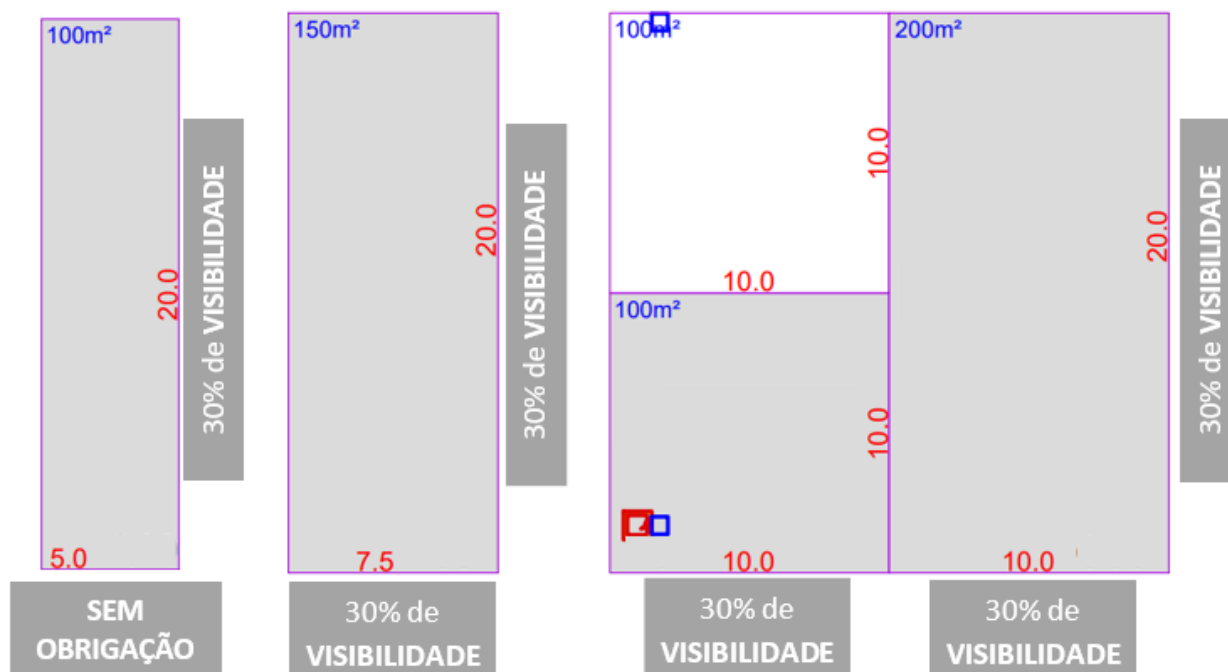 100m²
20.0
5.0
30% de VISIBILIDADE
SEM
OBRIGAÇÃO
150m²
20.0
7.5
30% de VISIBILIDADE
30% de
VISIBILIDADE
100m²
10.0
10.0
100m²
10.0
10.0
30% de
VISIBILIDADE
200m²
20.0
10.0
30% de VISIBILIDADE
30% de
VISIBILIDADE